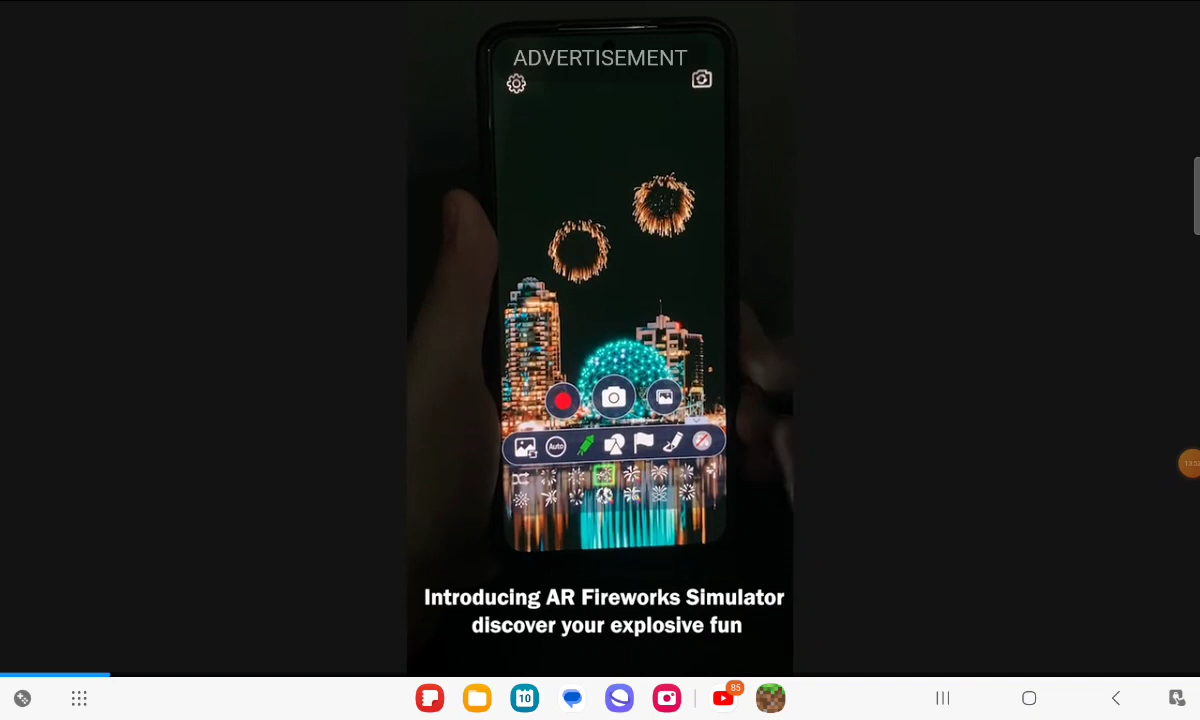 ADVERTISEMENT
Auto
Introducing AR Fireworks Simulator
discover your explosive fun
10
85